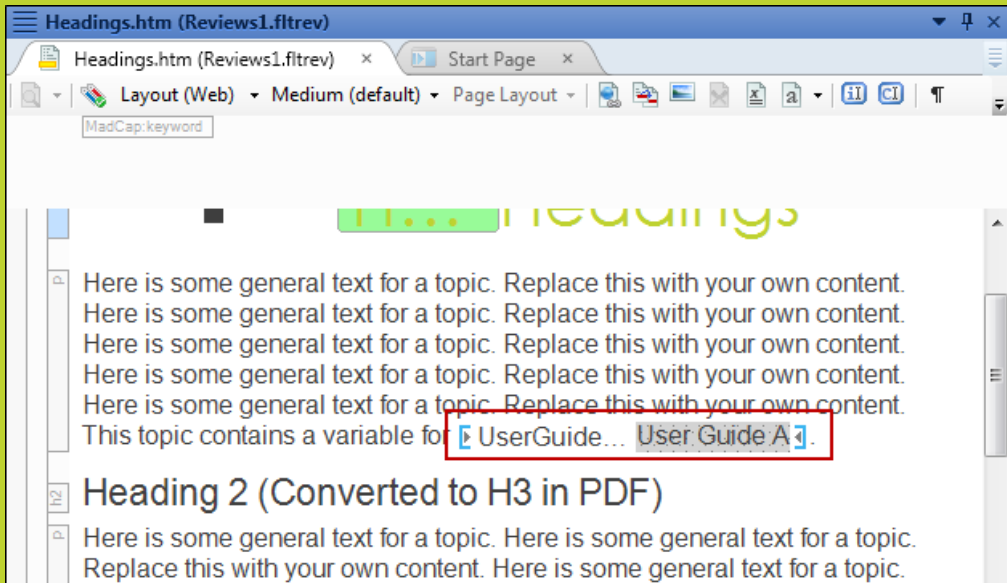 Headings.htm (Reviews1.fltrev)
Headings.htm (Reviews1.fltrev) Start Page
Layout (Web) Medium (default) Page Layout
MadCap:keyword
H... Headings
p
Here is some general text for a topic. Replace this with your own content.
Here is some general text for a topic. Replace this with your own content.
Here is some general text for a topic. Replace this with your own content.
Here is some general text for a topic. Replace this with your own content.
Here is some general text for a topic. Replace this with your own content.
This topic contains a variable for UserGuide... User Guide A.
h2
Heading 2 (Converted to H3 in PDF)
p
Here is some general text for a topic. Here is some general text for a topic.
Replace this with your own content. Here is some general text for a topic.